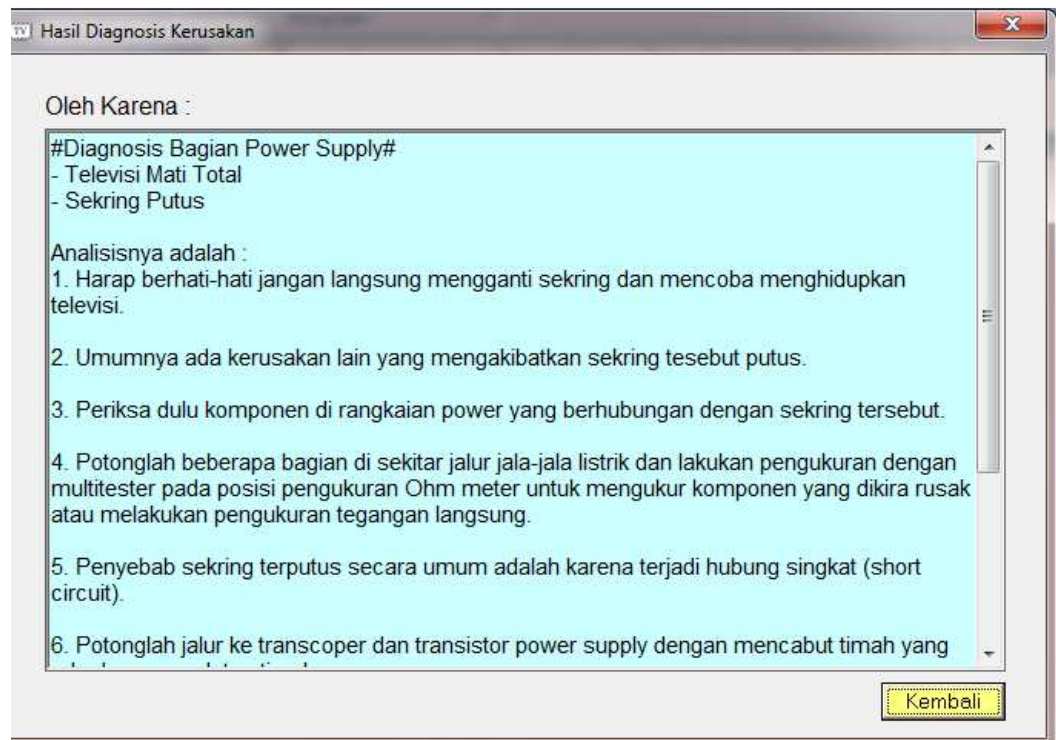 TV Hasil Diagnosis Kerusakan
Oleh Karena :
#Diagnosis Bagian Power Supply#
- Televisi Mati Total
- Sekring Putus
Analisisnya adalah :
1. Harap berhati-hati jangan langsung mengganti sekring dan mencoba menghidupkan
televisi.
2. Umumnya ada kerusakan lain yang mengakibatkan sekring tesebut putus.
3. Periksa dulu komponen di rangkaian power yang berhubungan dengan sekring tersebut.
4. Potonglah beberapa bagian di sekitar jalur jala-jala listrik dan lakukan pengukuran dengan
multitester pada posisi pengukuran Ohm meter untuk mengukur komponen yang dikira rusak
atau melakukan pengukuran tegangan langsung.
5. Penyebab sekring terputus secara umum adalah karena terjadi hubung singkat (short
circuit).
6. Potonglah jalur ke transcoper dan transistor power supply dengan mencabut timah yang
Kembali